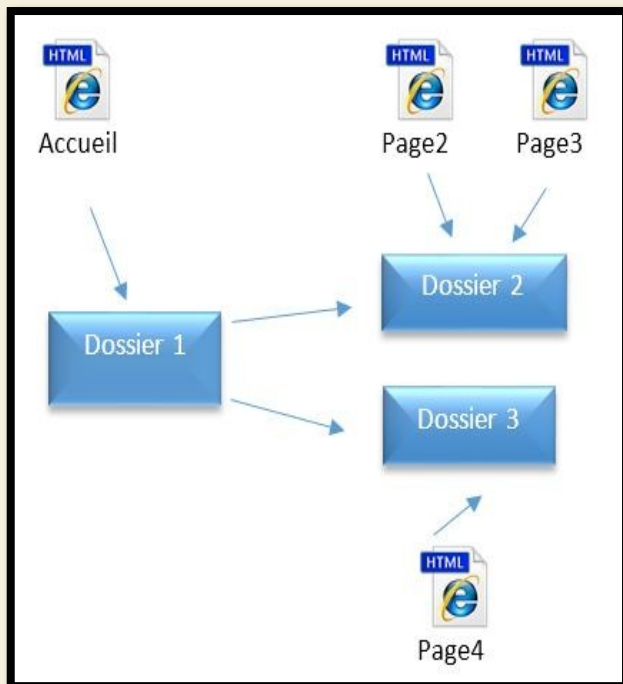 HTML HTML HTML
Accueil Page2 Page3
Dossier 2
Dossier 1
Dossier 3
HTML
Page4